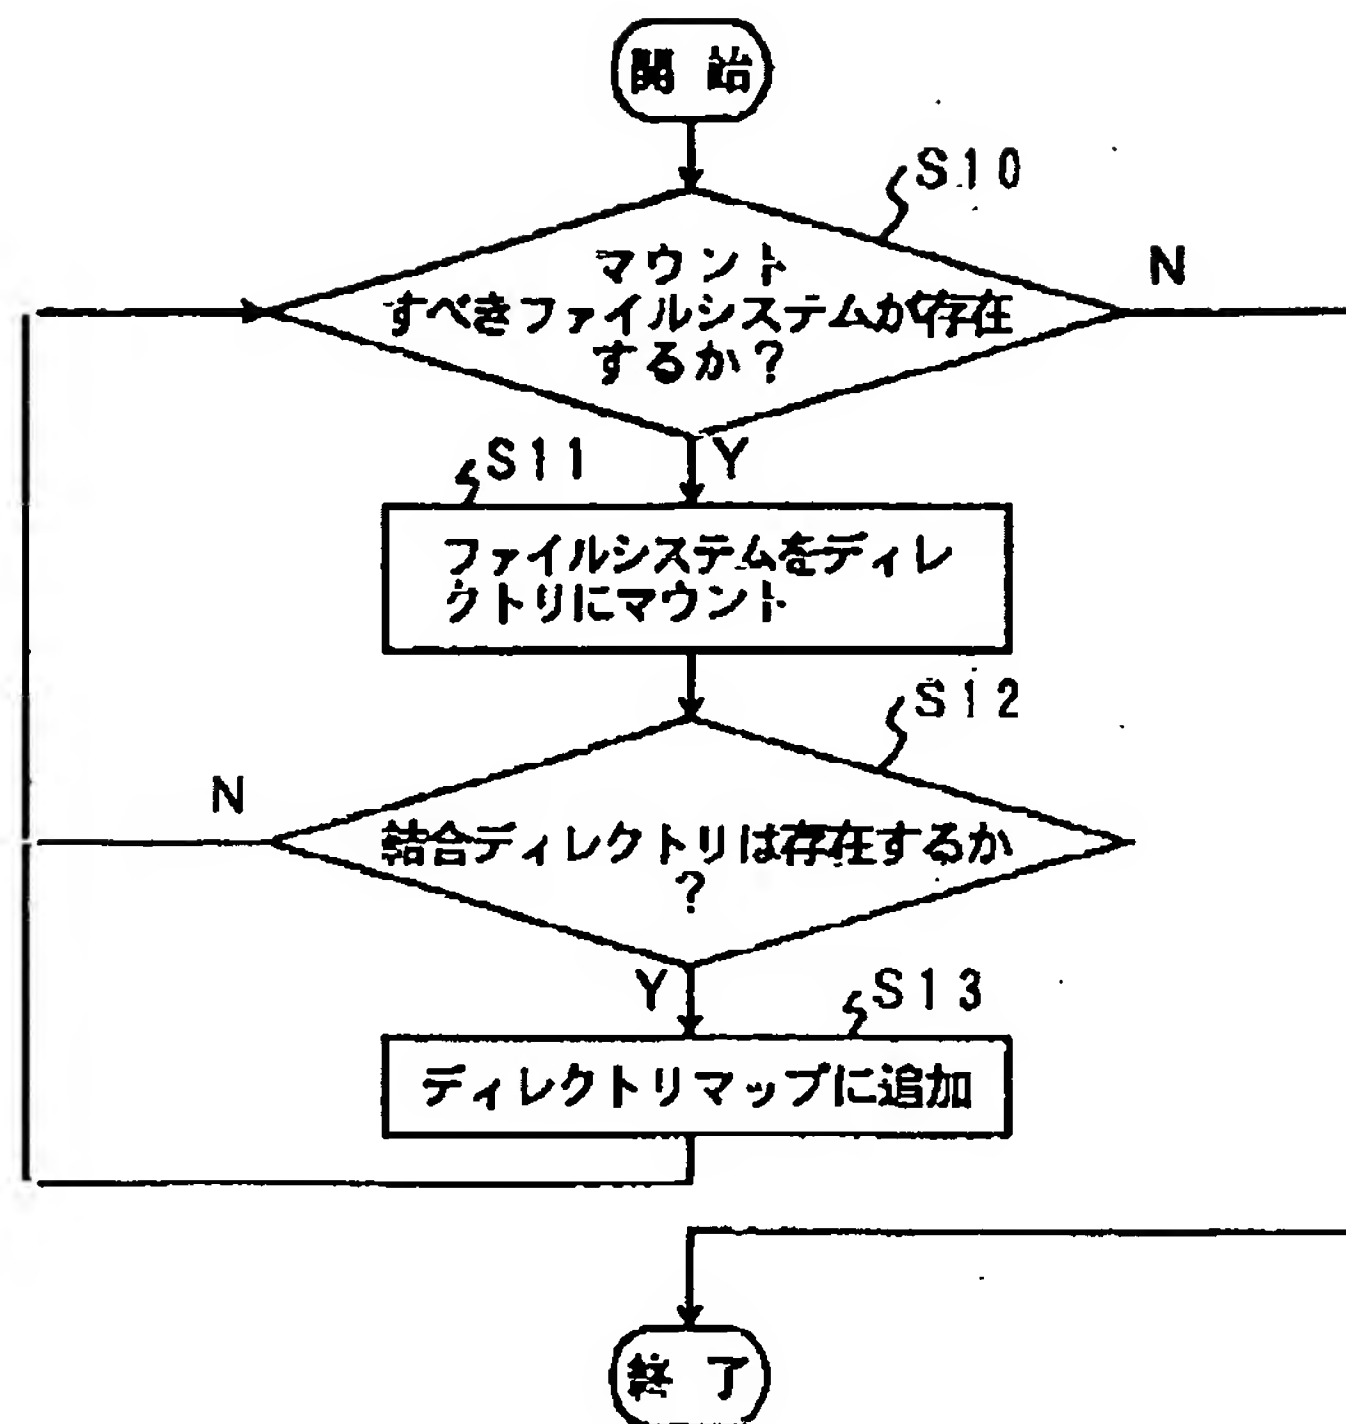 開 始
S10
N
マウント
すべきファイルシステムが存在
するか？
Y
S11
ファイルシステムをディレ
クトリにマウント
S12
N
結合ディレクトリは存在するか
？
Y
S13
ディレクトリマップに追加
終 了